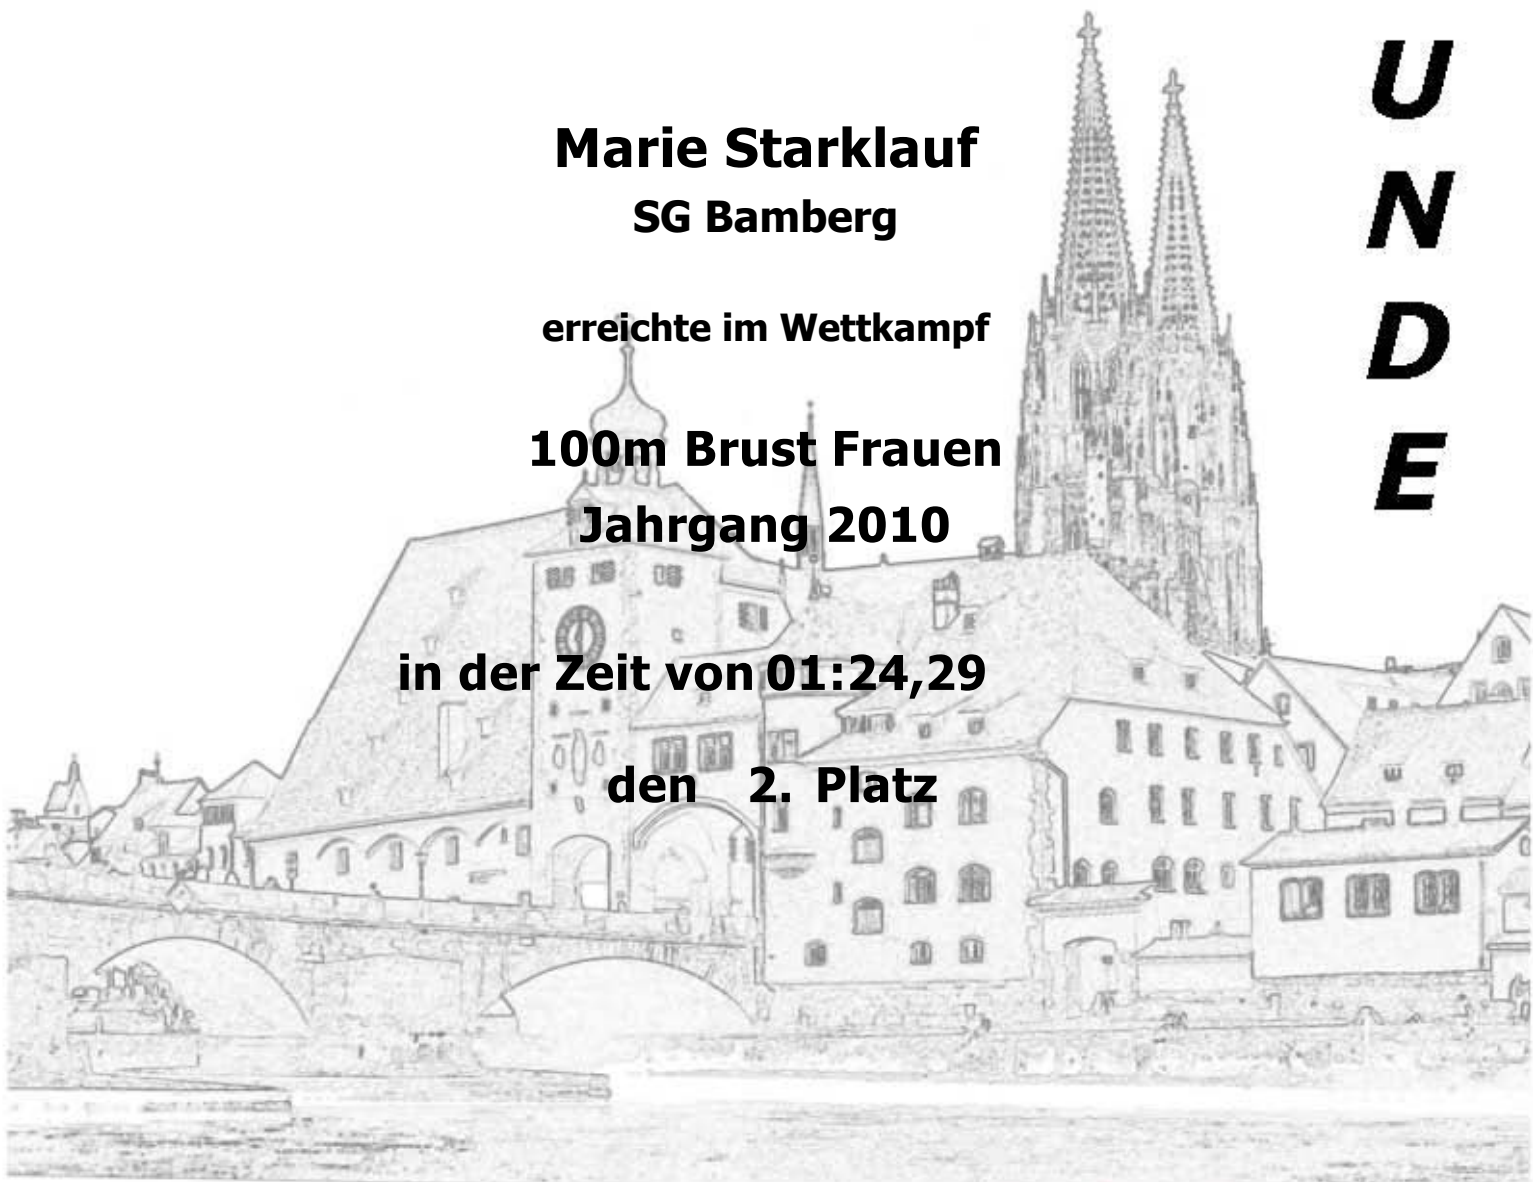 Marie Starklauf
SG Bamberg
erreichte im Wettkampf
100m Brust Frauen
Jahrgang 2010
in der Zeit von 01:24,29
den 2. Platz
U
N
D
E